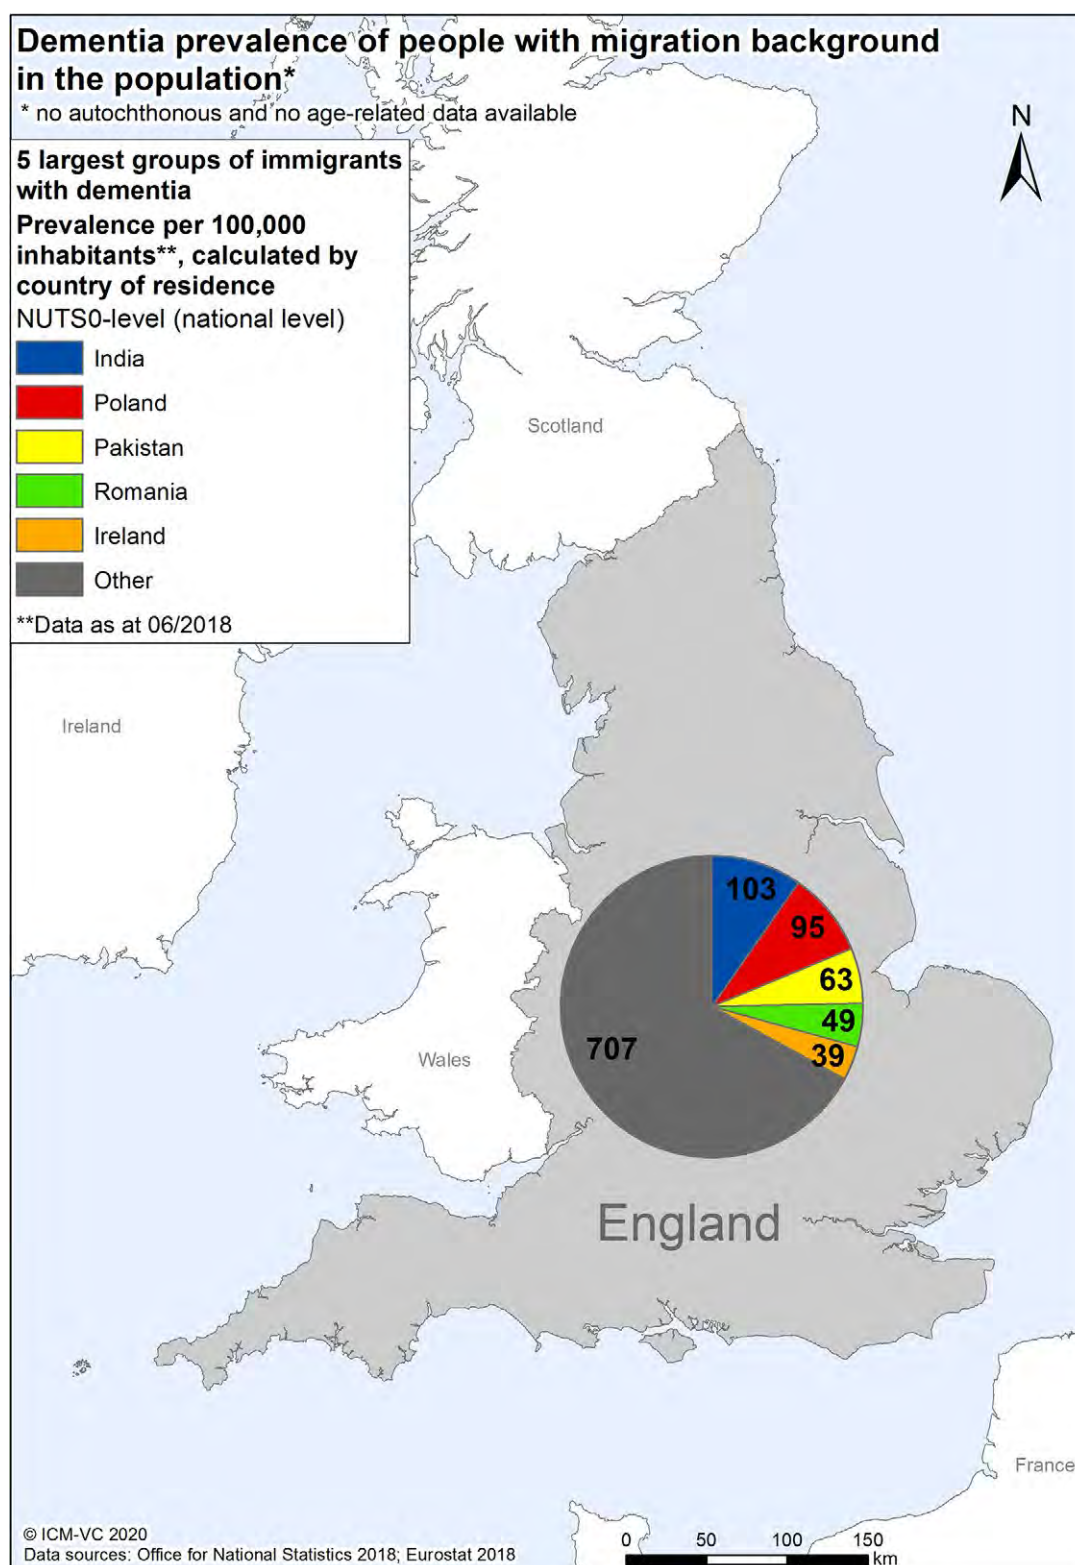 Dementia prevalence of people with migration background
in the population*
* no autochthonous and no age-related data available
5 largest groups of immigrants
with dementia
Prevalence per 100,000
inhabitants**, calculated by
country of residence
NUTS0-level (national level)
India
Poland
Pakistan
Romania
Ireland
Other
**Data as at 06/2018
N
Scotland
Ireland
Wales
103
95
63
49
39
707
England
France
© ICM-VC 2020
Data sources: Office for National Statistics 2018; Eurostat 2018
0 50 100 150
km